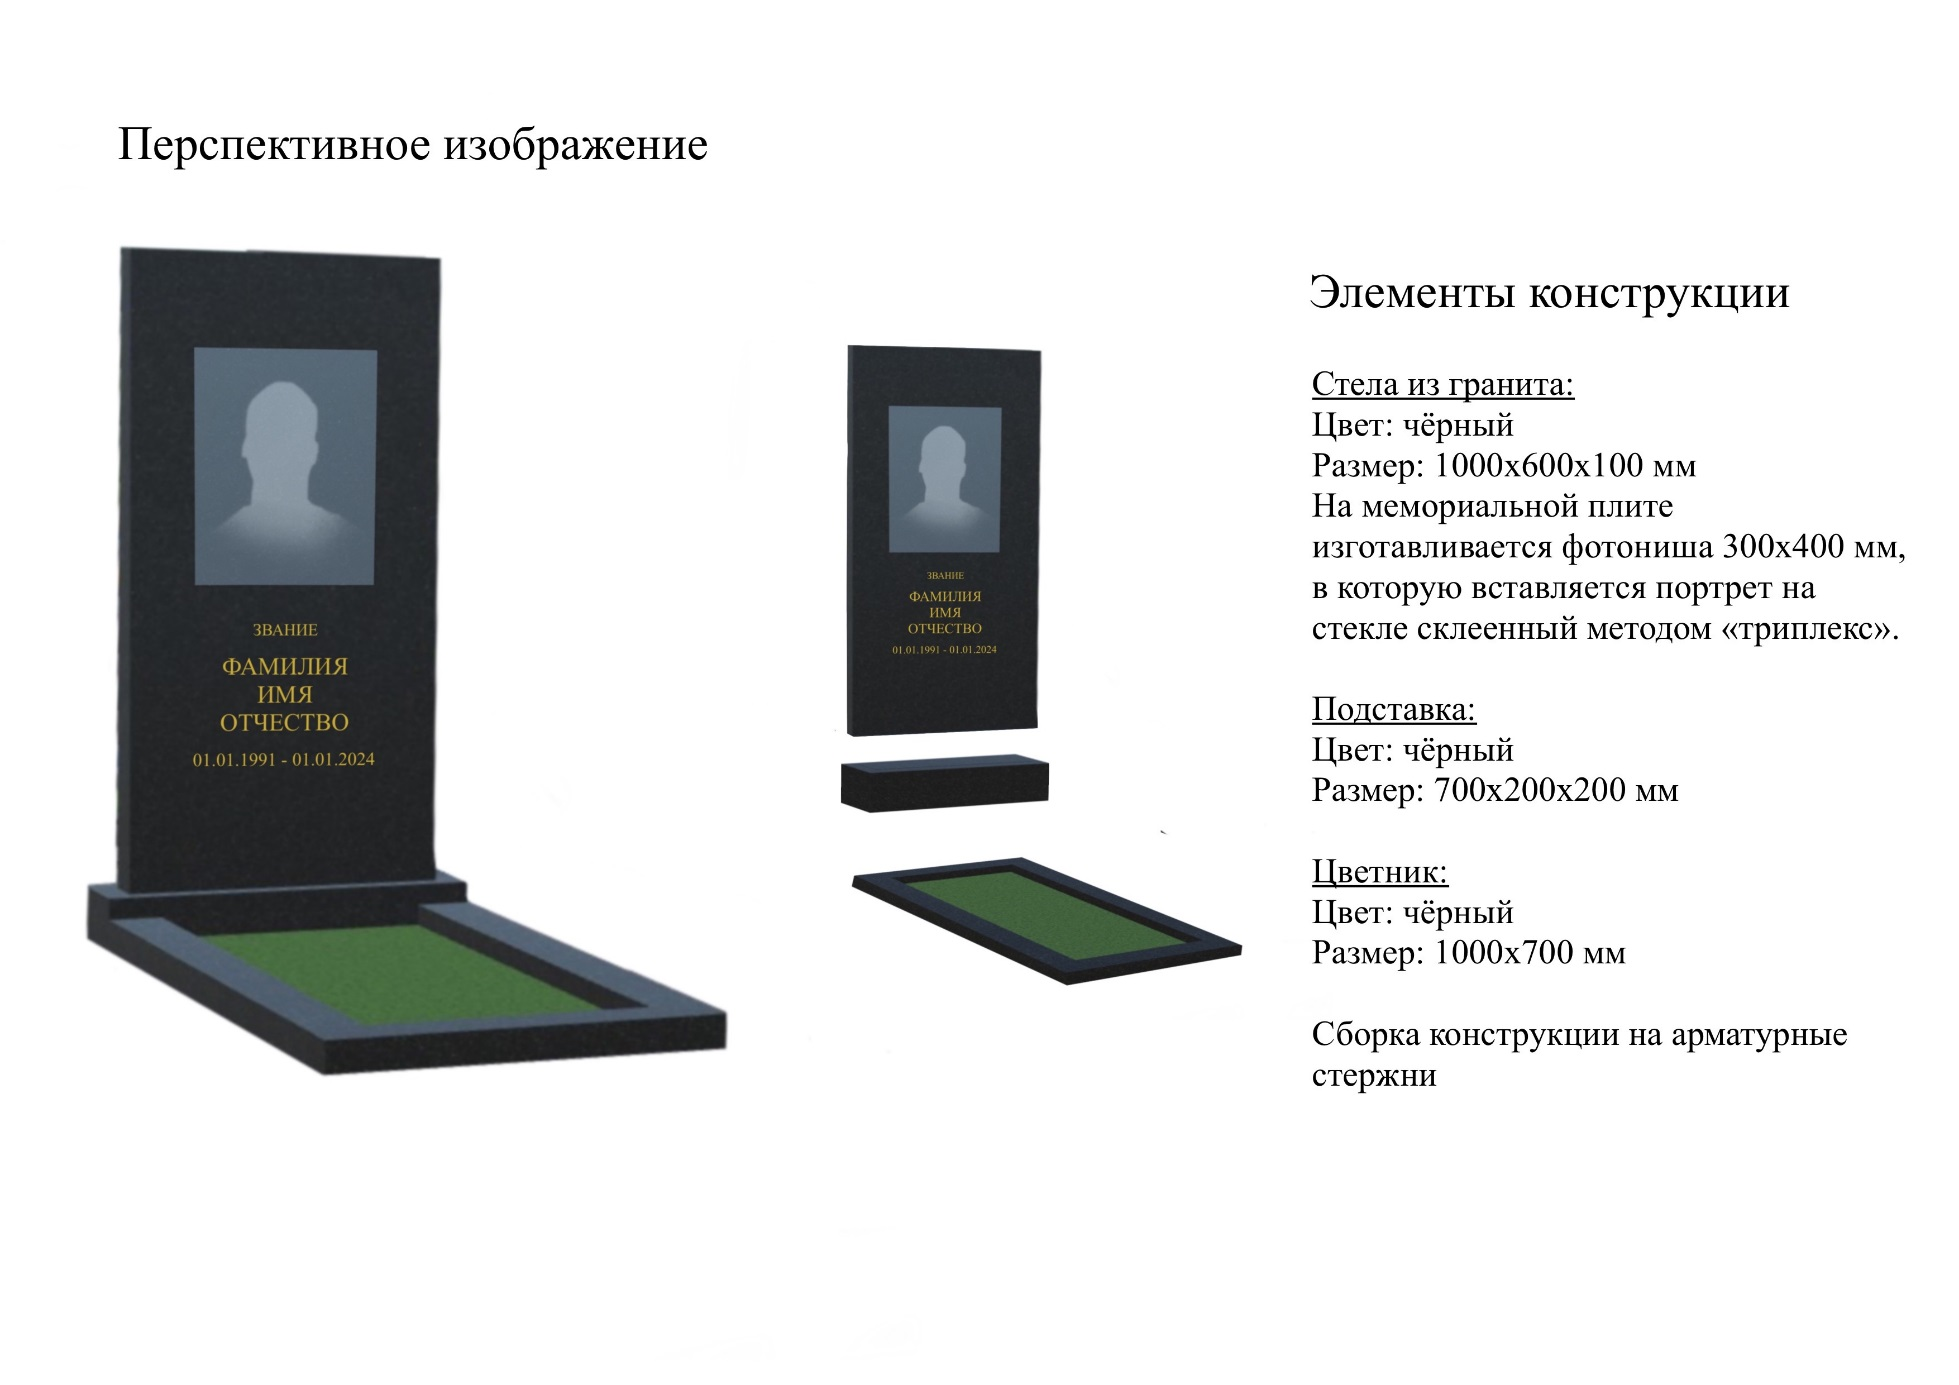 Перспективное изображение
ЗВАНИЕ
ФАМИЛИЯ
ИМЯ
ОТЧЕСТВО
01.01.1991 - 01.01.2024
ЗВАНИЕ
ФАМИЛИЯ
ИМЯ
ОТЧЕСТВО
01.01.1991 - 01.01.2024
Элементы конструкции
Стела из гранита:
Цвет: чёрный
Размер: 1000х600х100 мм
На мемориальной плите
изготавливается фотониша 300х400 мм,
в которую вставляется портрет на
стекле склеенный методом «триплекс».
Подставка:
Цвет: чёрный
Размер: 700х200х200 мм
Цветник:
Цвет: чёрный
Размер: 1000х700 мм
Сборка конструкции на арматурные
стержни